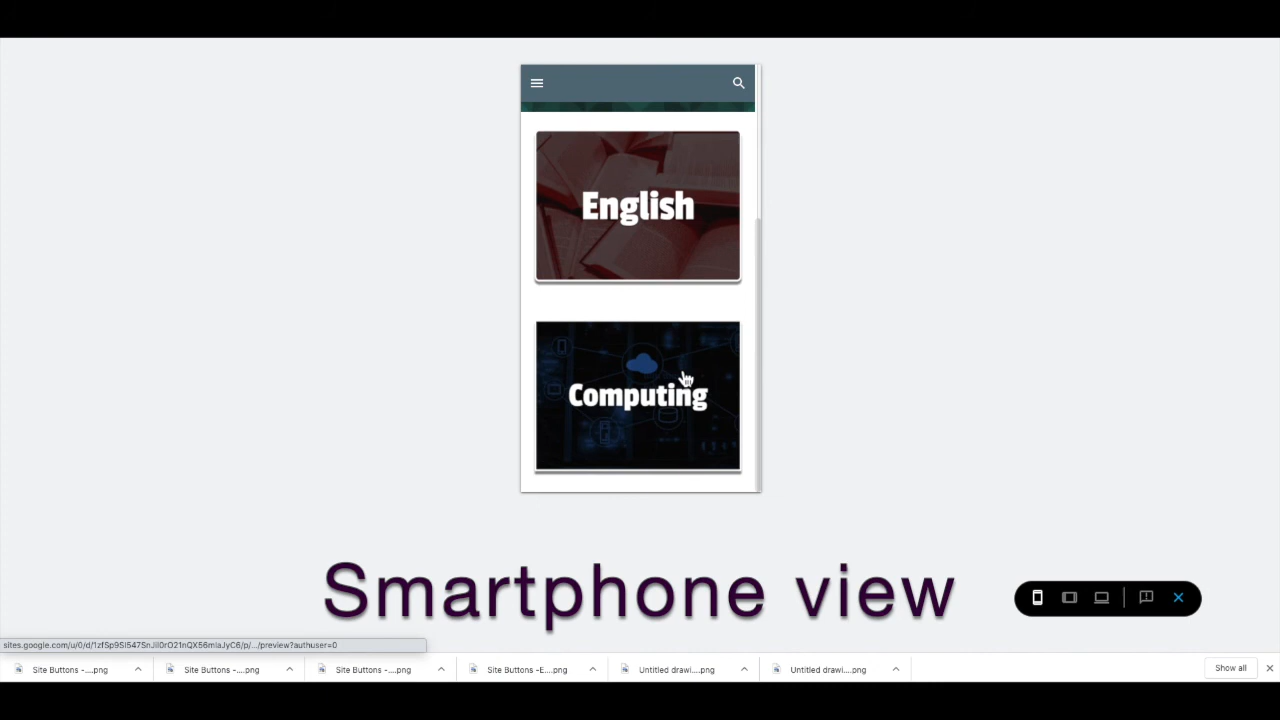 English
Computing
Smartphone view
sites.google.com/u/0/d/1zfSp9Sl547SnJil0rO21nQX56mlaJyC6/p/.../preview?authuser=0
Site Buttons -....png
Site Buttons -....png
Site Buttons -....png
Site Buttons -E....png
Untitled drawi....png
Untitled drawi....png
Show all